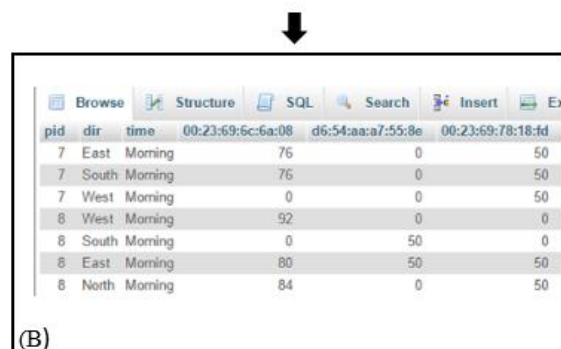 Browse Structure SQL Search Insert Ex
pid dir time 00:23:69:6c:6a:08 d6:54:aa:a7:55:8e 00:23:69:78:18:fd
7 East Morning 76 0 50
7 South Morning 76 0 50
7 West Morning 0 0 50
8 West Morning 92 0 0
8 South Morning 0 50 0
8 East Morning 80 50 50
8 North Morning 84 0 50
(B)